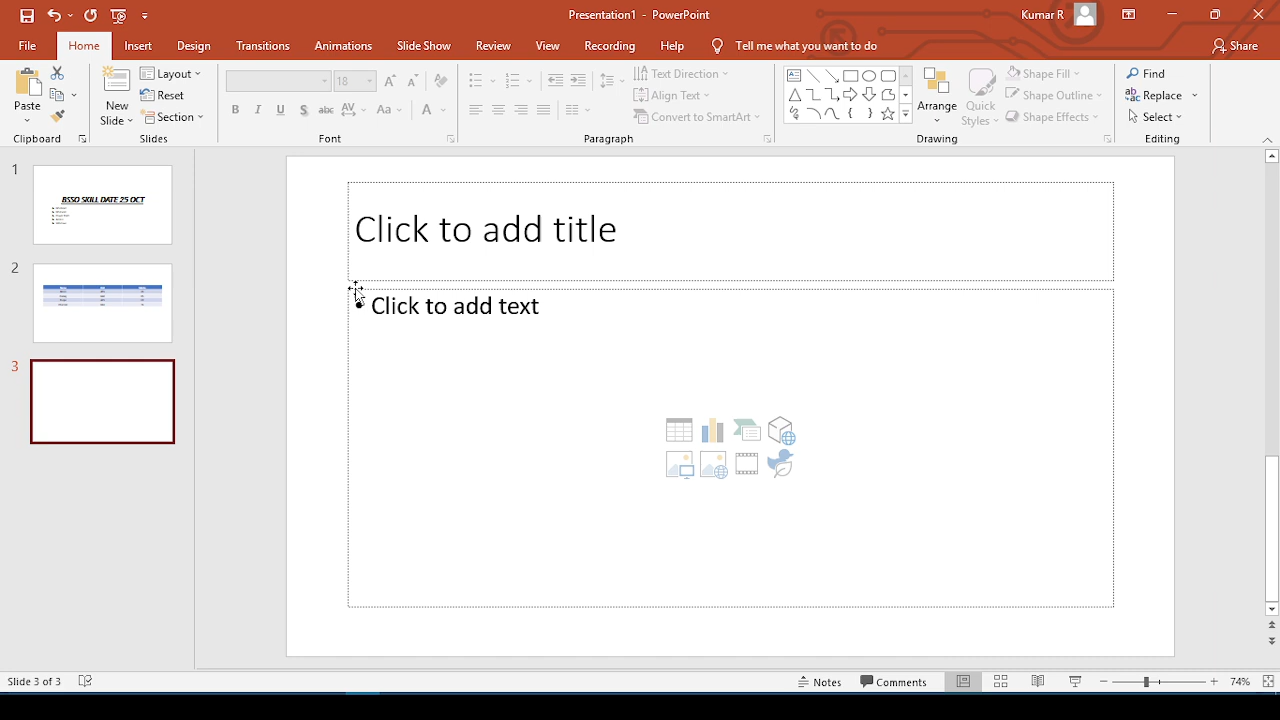 Presentation1 - PowerPoint
Kumar R
File Home Insert Design Transitions Animations Slide Show Review View Recording Help Tell me what you want to do Share
Paste
Clipboard
New Slide
Layout
Reset
Section
Slides
18
B I U S abc AV Aa A
Font
Text Direction
Align Text
Convert to SmartArt
Paragraph
Arrange
Quick Styles
Shape Fill
Shape Outline
Shape Effects
Drawing
Find
Replace
Select
Editing
1
BSSO SKILL DATE 25 OCT
2
3
Click to add title
• Click to add text
Slide 3 of 3
Notes
Comments
74%